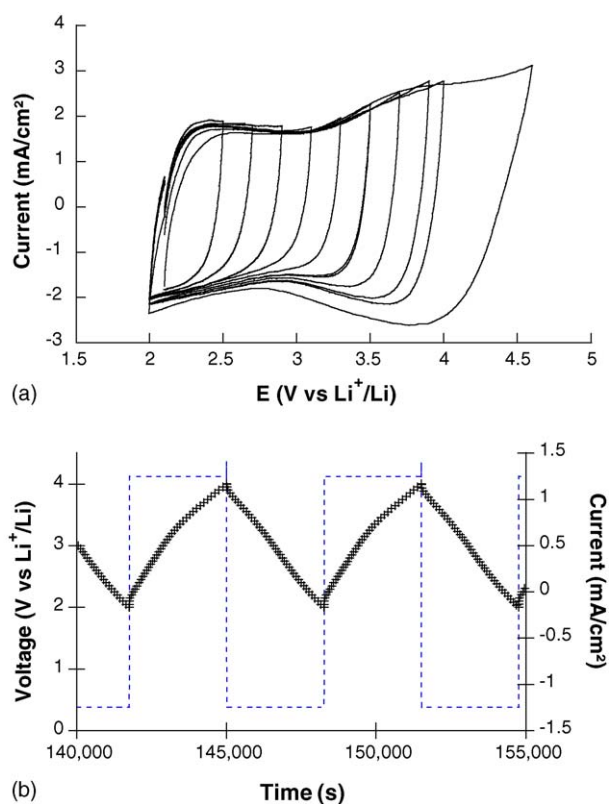 3
2
1
0
-1
-2
-3
Current (mA/cm²)
1.5 2 2.5 3 3.5 4 4.5 5
(a)
E (V vs Li⁺/Li)
4
3
2
1
0
Voltage (V vs Li⁺/Li)
1.5
1
0.5
0
-0.5
-1
-1.5
Current (mA/cm²)
140,000 145,000 150,000 155,000
(b)
Time (s)